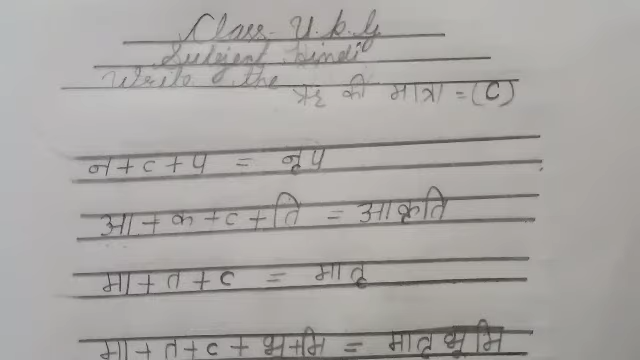 Class- U.k.G
Subject hindi
Write the ऋ की मात्रा = (c)
न + c + प = नृप
आ + क + c + ति = आकृति
मा + त + c = मातृ
मा + त + c + भू + मि = मातृभूमि